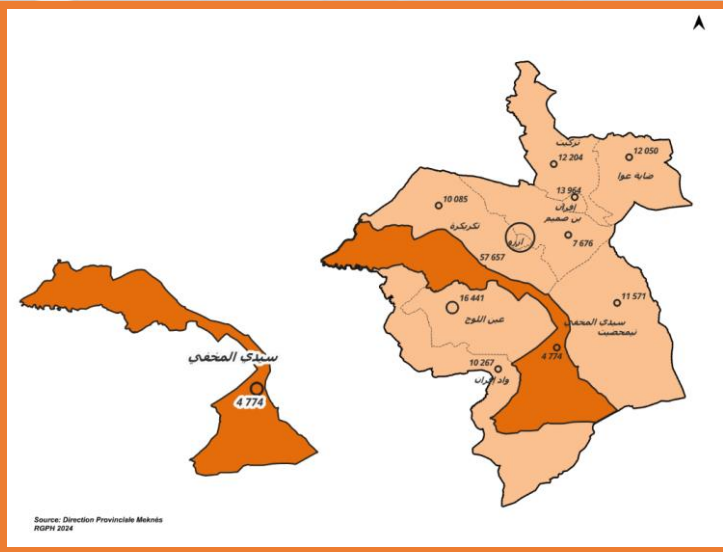 تزكيت
12 204
12 050
ضاية عوا
13 964
إفران
بن صميم
7 676
10 085
تكريكرة
ازرو
57 657
16 441
عين اللوح
11 571
سيدي المخفي
تيمحضيت
4 774
10 267
واد إفران
سيدي المخفي
4 774
Source: Direction Provinciale Meknès
RGPH 2024